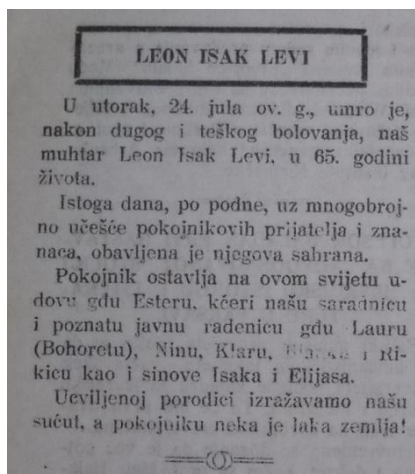 LEON ISAK LEVI
U utorak, 24. jula ov. g., umro je,
nakon dugog i teškog bolovanja, naš
muhtar Leon Isak Levi, u 65. godini
života.
Istoga dana, po podne, uz mnogobroj-
no učešće pokojnikovih prijatelja i zna-
naca, obavljena je njegova sahrana.
Pokojnik ostavlja na ovom svijetu u-
dovu gđu Esteru, kćeri našu saradnicu
i poznatu javnu radenicu gđu Lauru
(Bohoretu), Ninu, Klaru, i Ri-
kicu kao i sinove Isaka i Elijasa.
Ucviljenoj porodici izražavamo našu
sućut, a pokojniku neka je laka zemlja!